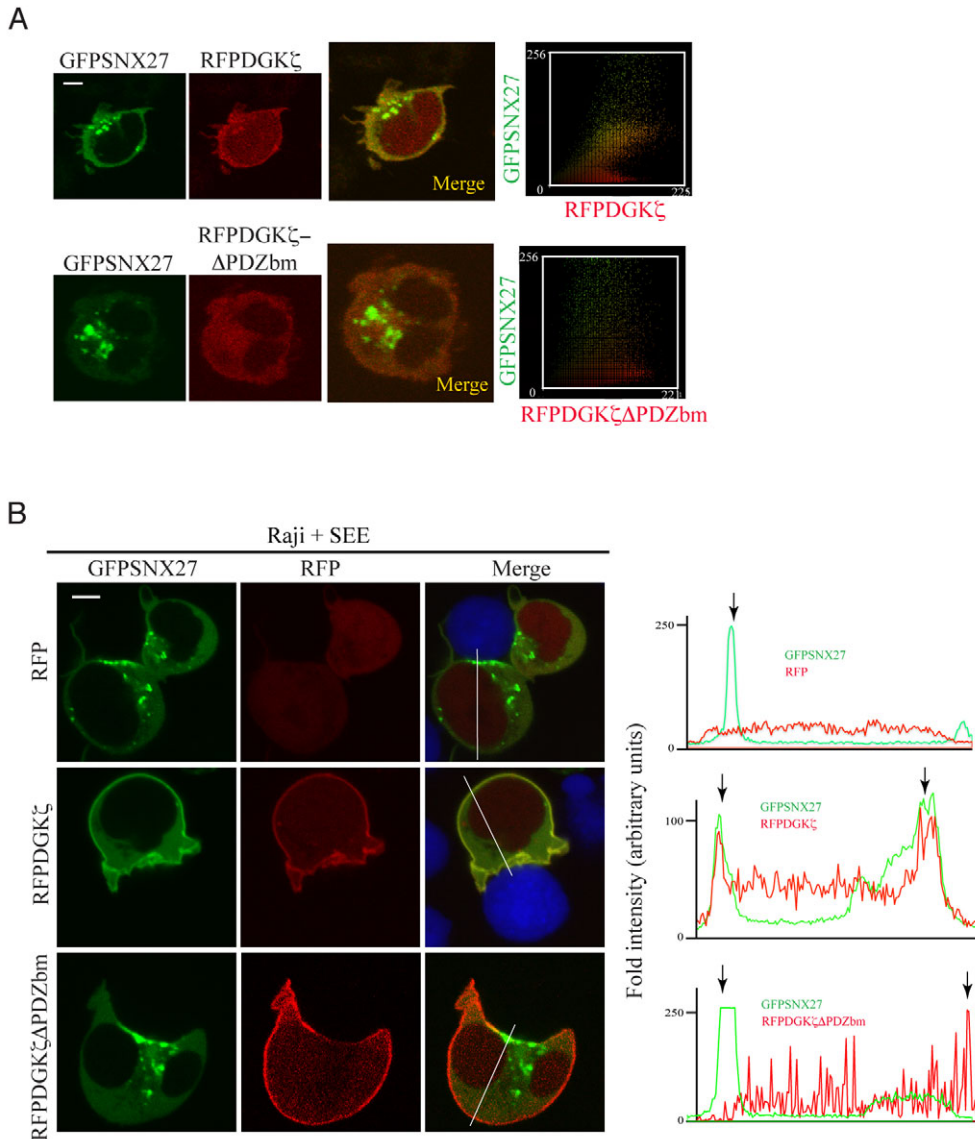 A
GFPSNX27
RFPDGKζ
Merge
256
GFPSNX27
0
225
RFPDGKζ
GFPSNX27
RFPDGKζ–
ΔPDZbm
Merge
256
GFPSNX27
0
RFPDGKζΔPDZbm
B
Raji + SEE
GFPSNX27 RFP Merge
RFP
RFPDGKζ
RFPDGKζΔPDZbm
Fold intensity (arbitrary units)
250
GFPSNX27
RFP
0
100
GFPSNX27
RFPDGKζ
0
250
GFPSNX27
RFPDGKζΔPDZbm
0